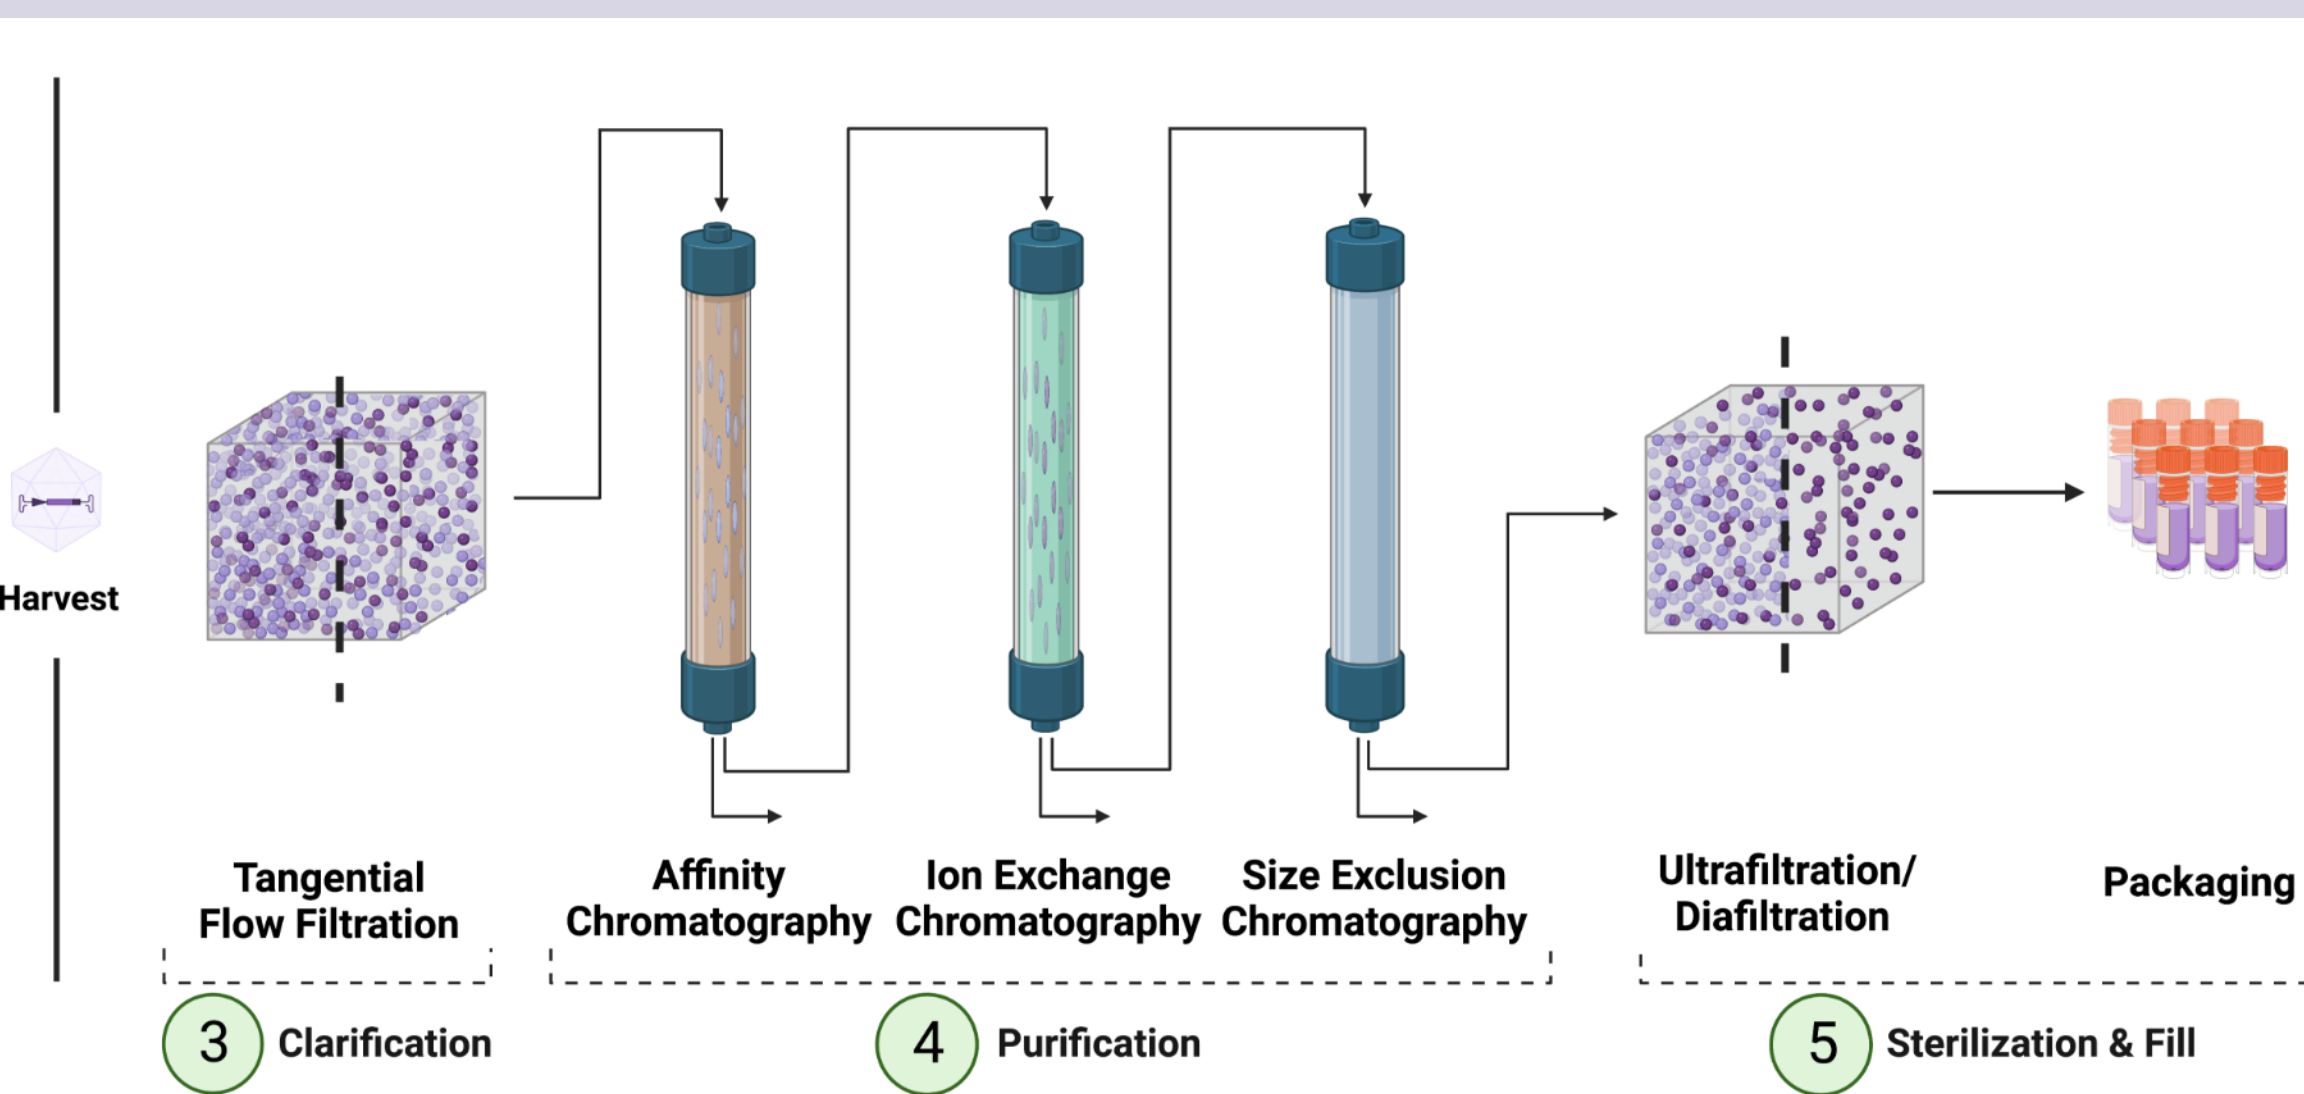 Harvest
Tangential
Flow Filtration
Affinity
Chromatography
Ion Exchange
Chromatography
Size Exclusion
Chromatography
Ultrafiltration/
Diafiltration
Packaging
3
Clarification
4
Purification
5
Sterilization & Fill